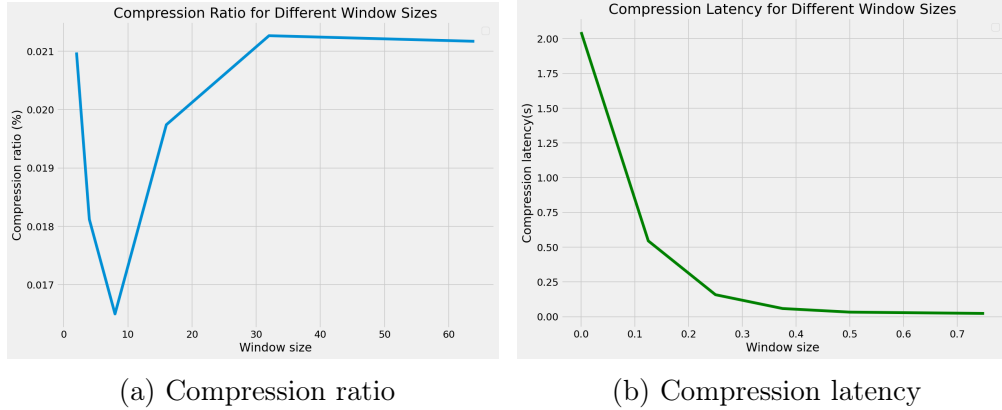 Compression Ratio for Different Window Sizes
Compression ratio (%)
0.021
0.020
0.019
0.018
0.017
0 10 20 30 40 50 60
Window size
(a) Compression ratio
Compression Latency for Different Window Sizes
Compression latency(s)
2.00
1.75
1.50
1.25
1.00
0.75
0.50
0.25
0.00
0.0 0.1 0.2 0.3 0.4 0.5 0.6 0.7
Window size
(b) Compression latency